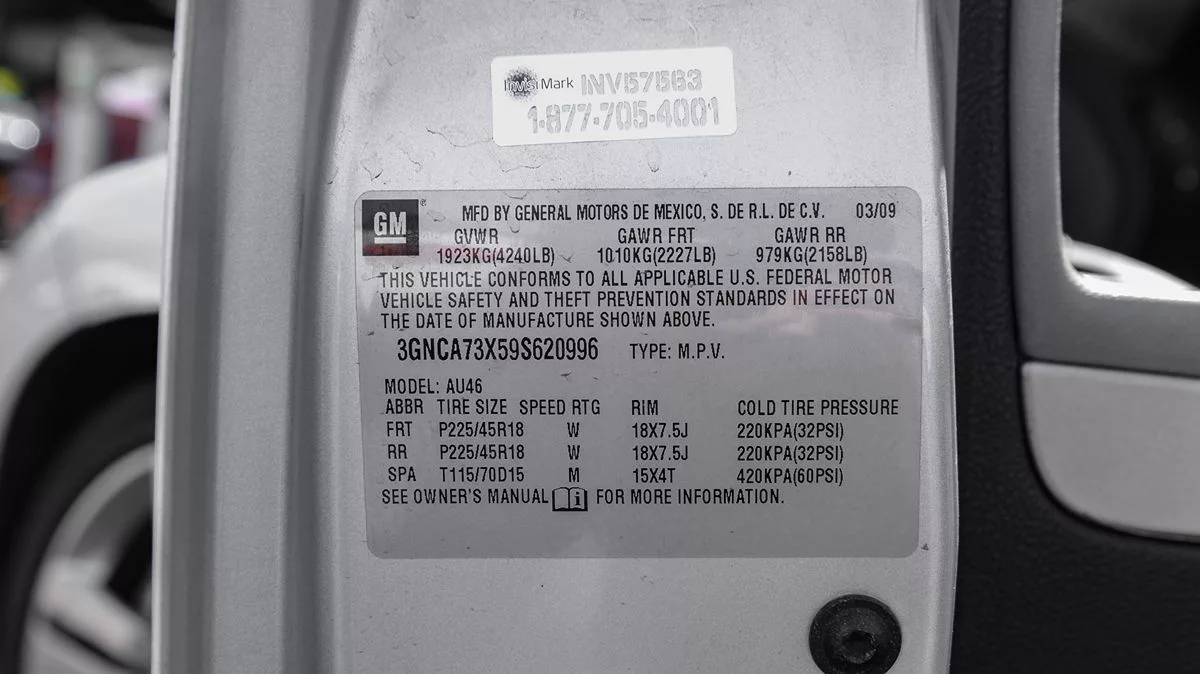 InvisiMark INV57563
1-877-705-4001
GM® MFD BY GENERAL MOTORS DE MEXICO, S. DE R.L. DE C.V. 03/09
GVWR GAWR FRT GAWR RR
1923KG(4240LB) 1010KG(2227LB) 979KG(2158LB)
THIS VEHICLE CONFORMS TO ALL APPLICABLE U.S. FEDERAL MOTOR
VEHICLE SAFETY AND THEFT PREVENTION STANDARDS IN EFFECT ON
THE DATE OF MANUFACTURE SHOWN ABOVE.
3GNCA73X59S620996 TYPE: M.P.V.
MODEL: AU46
ABBR TIRE SIZE SPEED RTG RIM COLD TIRE PRESSURE
FRT P225/45R18 W 18X7.5J 220KPA(32PSI)
RR P225/45R18 W 18X7.5J 220KPA(32PSI)
SPA T115/70D15 M 15X4T 420KPA(60PSI)
SEE OWNER'S MANUAL i FOR MORE INFORMATION.